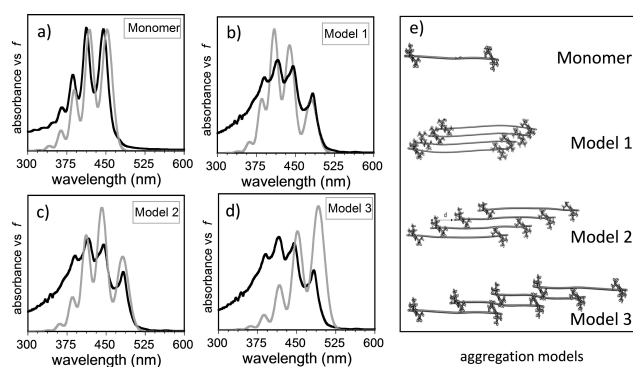 a)
Monomer
absorbance vs f
300 375 450 525 600
wavelength (nm)
b)
Model 1
absorbance vs f
300 375 450 525 600
wavelength (nm)
c)
Model 2
absorbance vs f
300 375 450 525 600
wavelength (nm)
d)
Model 3
absorbance vs f
300 375 450 525 600
wavelength (nm)
e)
Monomer
Model 1
d
Model 2
Model 3
aggregation models